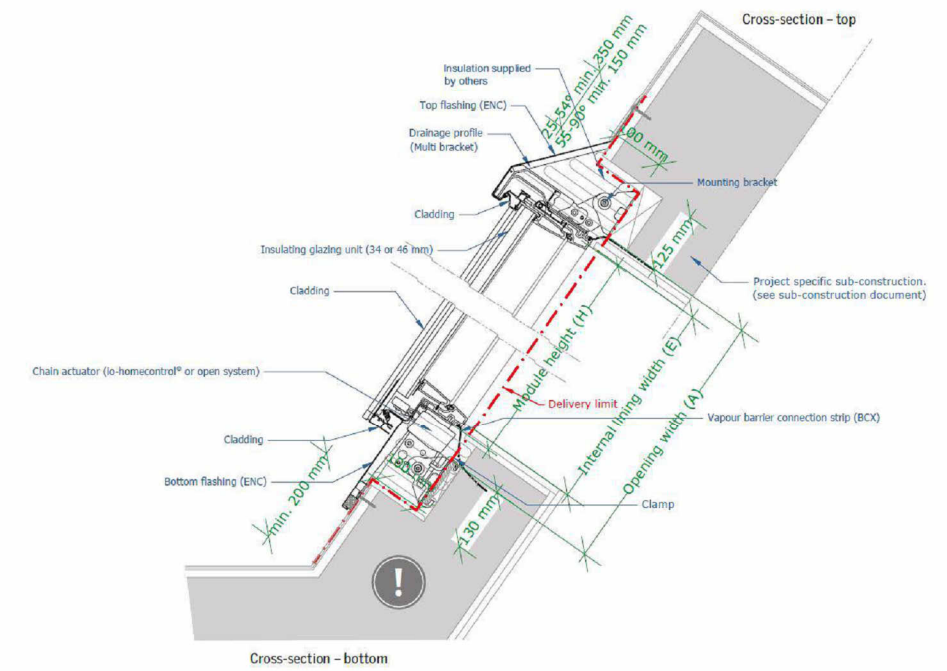 Cross-section – top
Insulation supplied
by others
25-54° min. 350 mm
55-90° min. 150 mm
Top flashing (ENC)
Drainage profile
(Multi bracket)
100 mm
Mounting bracket
Cladding
Insulating glazing unit (34 or 46 mm)
125 mm
Project specific sub-construction.
(see sub-construction document)
Cladding
Module height (H)
Internal lining width (E)
Opening width (A)
Chain actuator (io-homecontrol® or open system)
Delivery limit
Vapour barrier connection strip (BCX)
Cladding
Bottom flashing (ENC)
min. 200 mm
Clamp
130 mm
!
Cross-section – bottom